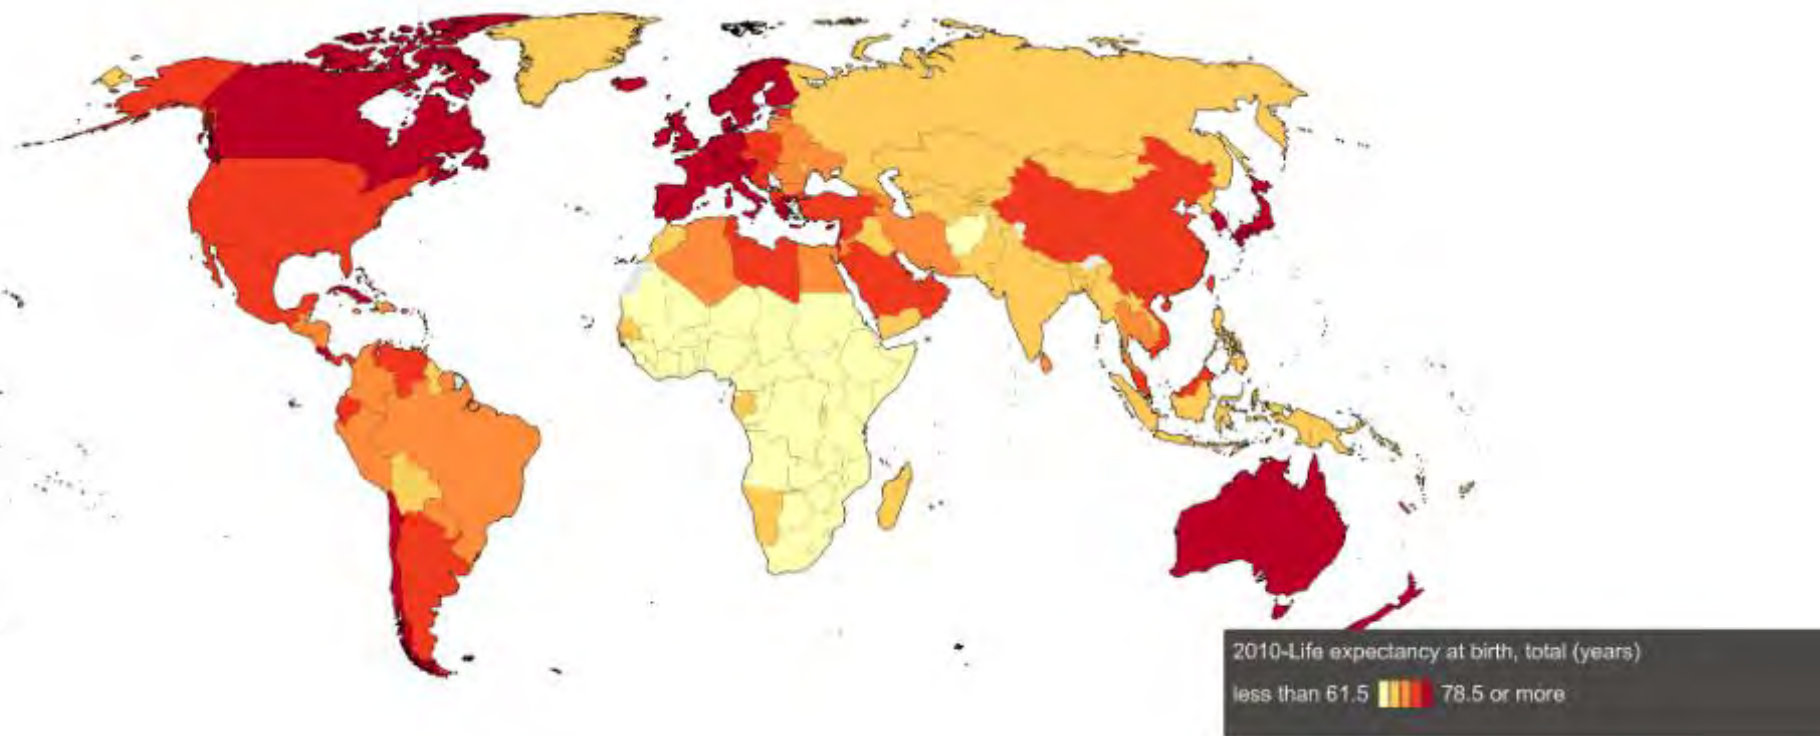 2010-Life expectancy at birth, total (years)
less than 61.5 78.5 or more